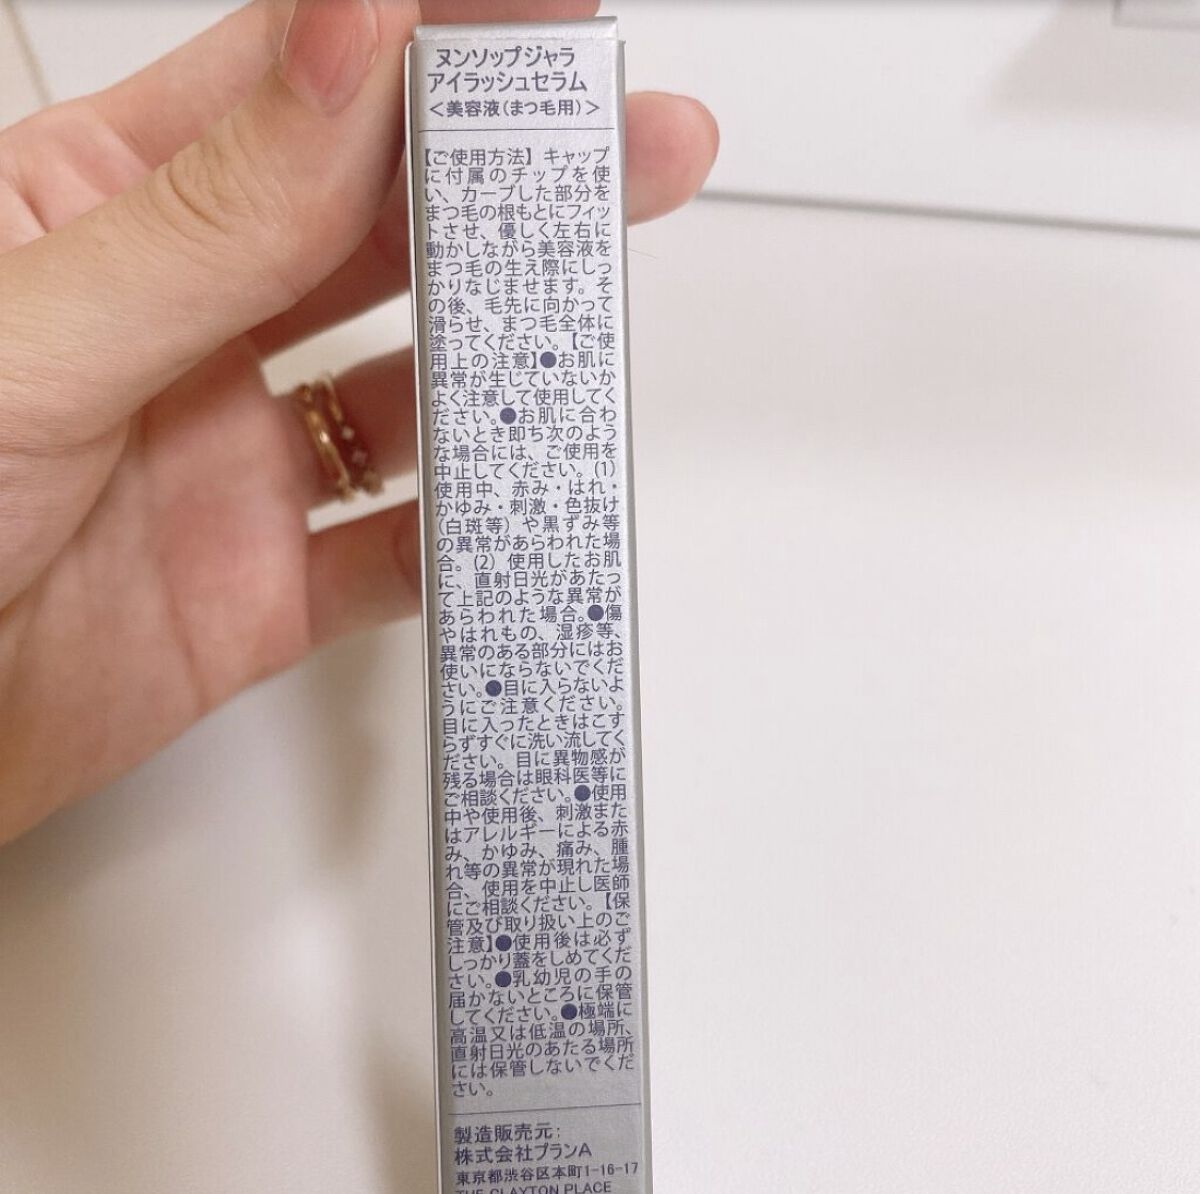 ヌンソップジャラ
アイラッシュセラム
＜美容液（まつ毛用）＞
【ご使用方法】キャップ
に付属のチップを使
い、カーブした部分を
まつ毛の根もとにフィッ
トさせ、優しく左右に
動かしながら美容液を
まつ毛の生え際にしっ
かりなじませます。そ
の後、毛先に向かって
滑らせ、まつ毛全体に
塗ってください。【ご使
用上の注意】●お肌に
異常が生じていないか
よく注意して使用してく
ださい。●お肌に合わ
ないとき即ち次のよう
な場合には、ご使用を
中止してください。(1)
使用中、赤み・はれ・
かゆみ・刺激・色抜け
（白斑等）や黒ずみ等
の異常があらわれた場
合。(2) 使用したお肌
に、直射日光があたっ
て上記のような異常が
あらわれた場合。●傷
やはれもの、湿疹等、
異常のある部分にはお
使いにならないでくだ
さい。●目に入らないよ
うにご注意ください。
目に入ったときはこす
らずすぐに洗い流してく
ださい。目に異物感が
残る場合は眼科医等に
ご相談ください。●使用
中や使用後、刺激また
はアレルギーによる赤
み、かゆみ、痛み、腫
れ等の異常が現れた場
合、使用を中止し医師
にご相談ください。【保
管及び取り扱い上のご
注意】●使用後は必ず
しっかり蓋をしめてくだ
さい。●乳幼児の手の
届かないところに保管
してください。●極端に
高温又は低温の場所、
直射日光のあたる場所
には保管しないでくだ
さい。
製造販売元：
株式会社プランA
東京都渋谷区本町1-16-17
THE CLAYTON PLACE